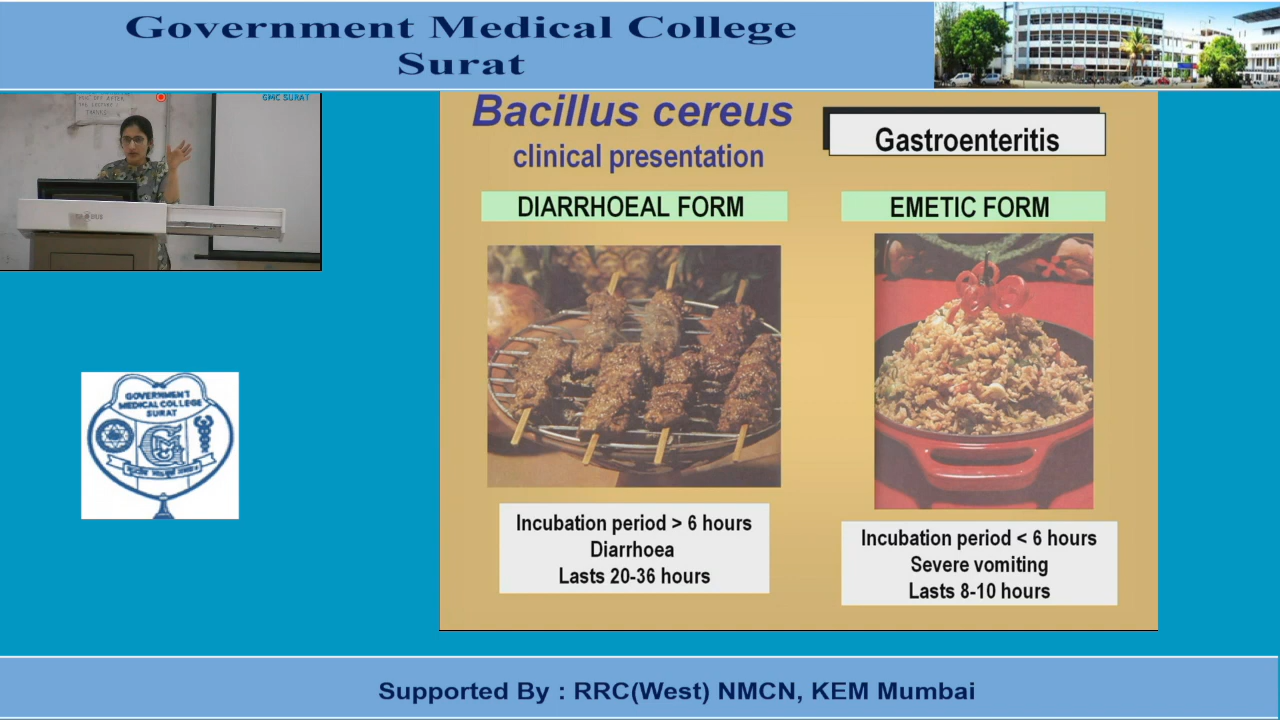 Government Medical College
Surat
GMC SURAT
Bacillus cereus
clinical presentation
Gastroenteritis
DIARRHOEAL FORM
EMETIC FORM
Incubation period > 6 hours
Diarrhoea
Lasts 20-36 hours
Incubation period < 6 hours
Severe vomiting
Lasts 8-10 hours
GOVERNMENT
MEDICAL COLLEGE
SURAT
Supported By : RRC(West) NMCN, KEM Mumbai